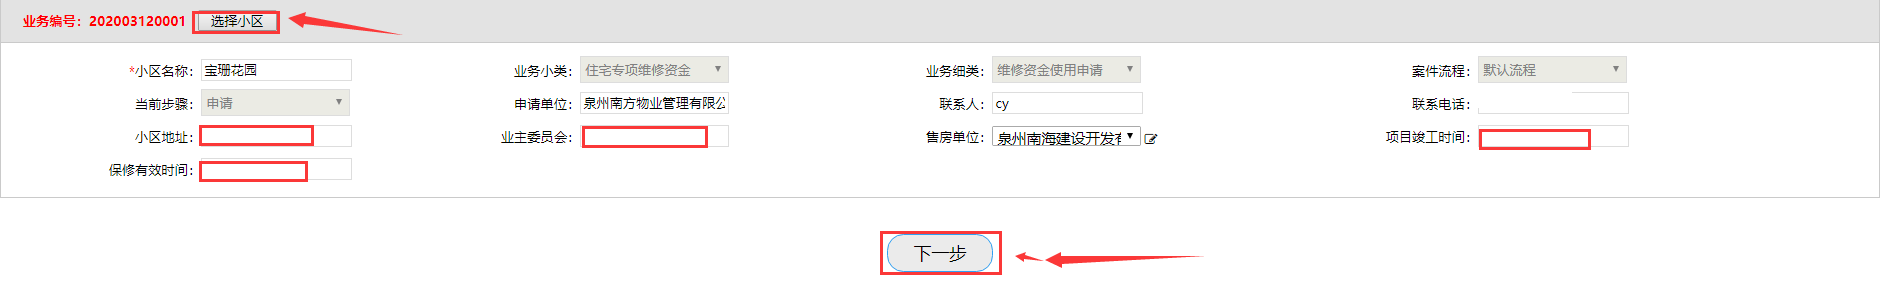 业务编号：202003120001 选择小区
*小区名称： 宝珊花园 业务小类： 住宅专项维修资金 业务细类： 维修资金使用申请 案件流程： 默认流程
当前步骤： 申请 申请单位： 泉州南方物业管理有限公 联系人： cy 联系电话：
小区地址： 业主委员会： 售房单位： 泉州南海建设开发有 项目竣工时间：
保修有效时间：
下一步